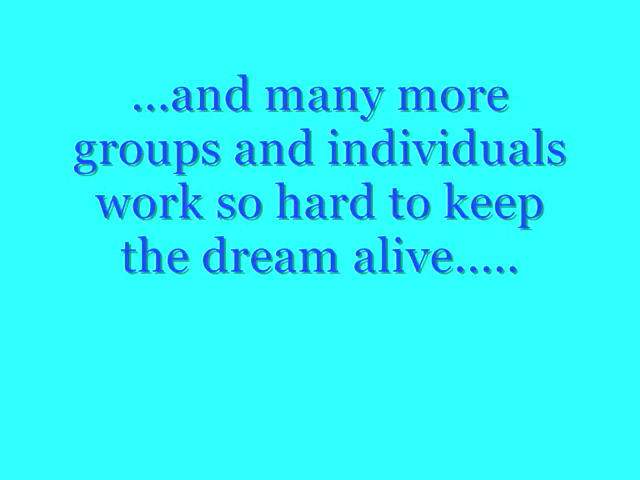 ...and many more
groups and individuals
work so hard to keep
the dream alive.....